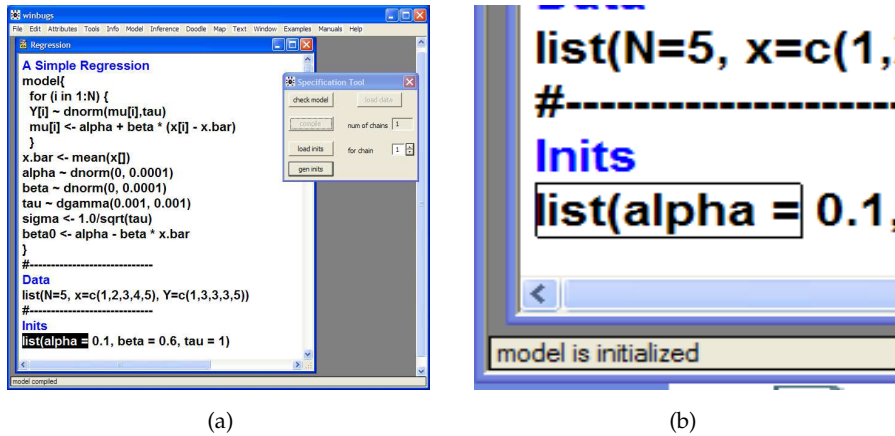 winbugs
File Edit Attributes Tools Info Model Inference Doodle Map Text Window Examples Manuals Help
Regression
A Simple Regression
model{
for (i in 1:N) {
Y[i] ~ dnorm(mu[i],tau)
mu[i] <- alpha + beta * (x[i] - x.bar)
}
x.bar <- mean(x[])
alpha ~ dnorm(0, 0.0001)
beta ~ dnorm(0, 0.0001)
tau ~ dgamma(0.001, 0.001)
sigma <- 1.0/sqrt(tau)
beta0 <- alpha - beta * x.bar
}
#----------------------------
Data
list(N=5, x=c(1,2,3,4,5), Y=c(1,3,3,3,5))
#----------------------------
Inits
list(alpha = 0.1, beta = 0.6, tau = 1)
model compiled
Specification Tool
check model load data
compile num of chains 1
load inits for chain 1
gen inits
(a)
list(N=5, x=c(1,
#--------------------
Inits
list(alpha = 0.1,
model is initialized
(b)